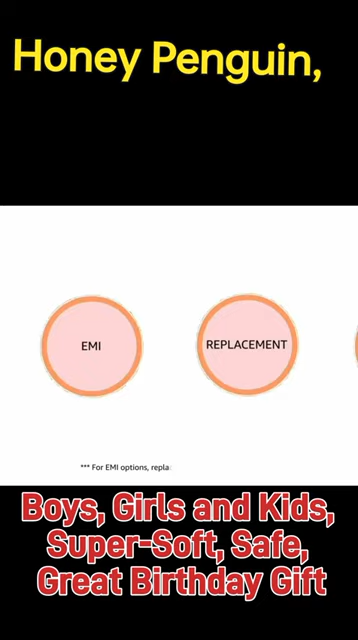 Honey Penguin,
EMI
REPLACEMENT
*** For EMI options, repla
Boys, Girls and Kids,
Super-Soft, Safe,
Great Birthday Gift